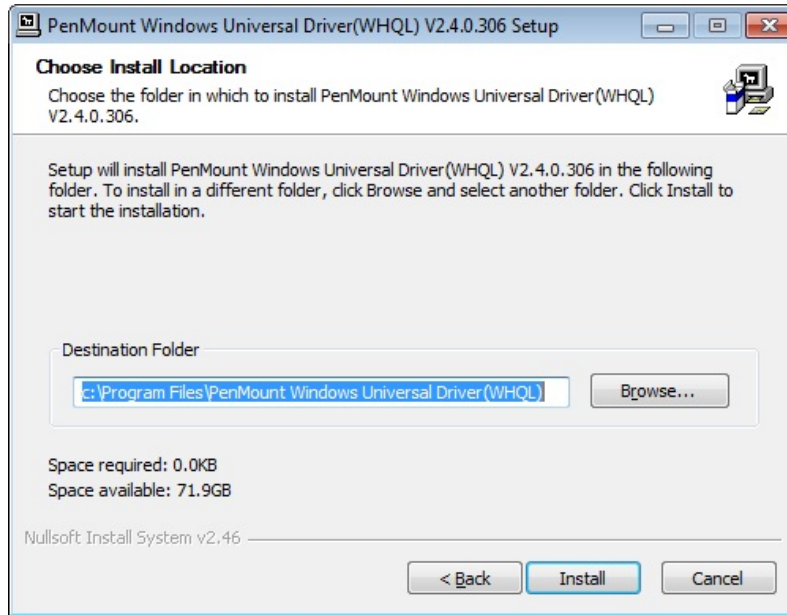 PenMount Windows Universal Driver(WHQL) V2.4.0.306 Setup
Choose Install Location
Choose the folder in which to install PenMount Windows Universal Driver(WHQL)
V2.4.0.306.
Setup will install PenMount Windows Universal Driver(WHQL) V2.4.0.306 in the following
folder. To install in a different folder, click Browse and select another folder. Click Install to
start the installation.
Destination Folder
c:\Program Files\PenMount Windows Universal Driver(WHQL)
Browse...
Space required: 0.0KB
Space available: 71.9GB
Nullsoft Install System v2.46
< Back
Install
Cancel